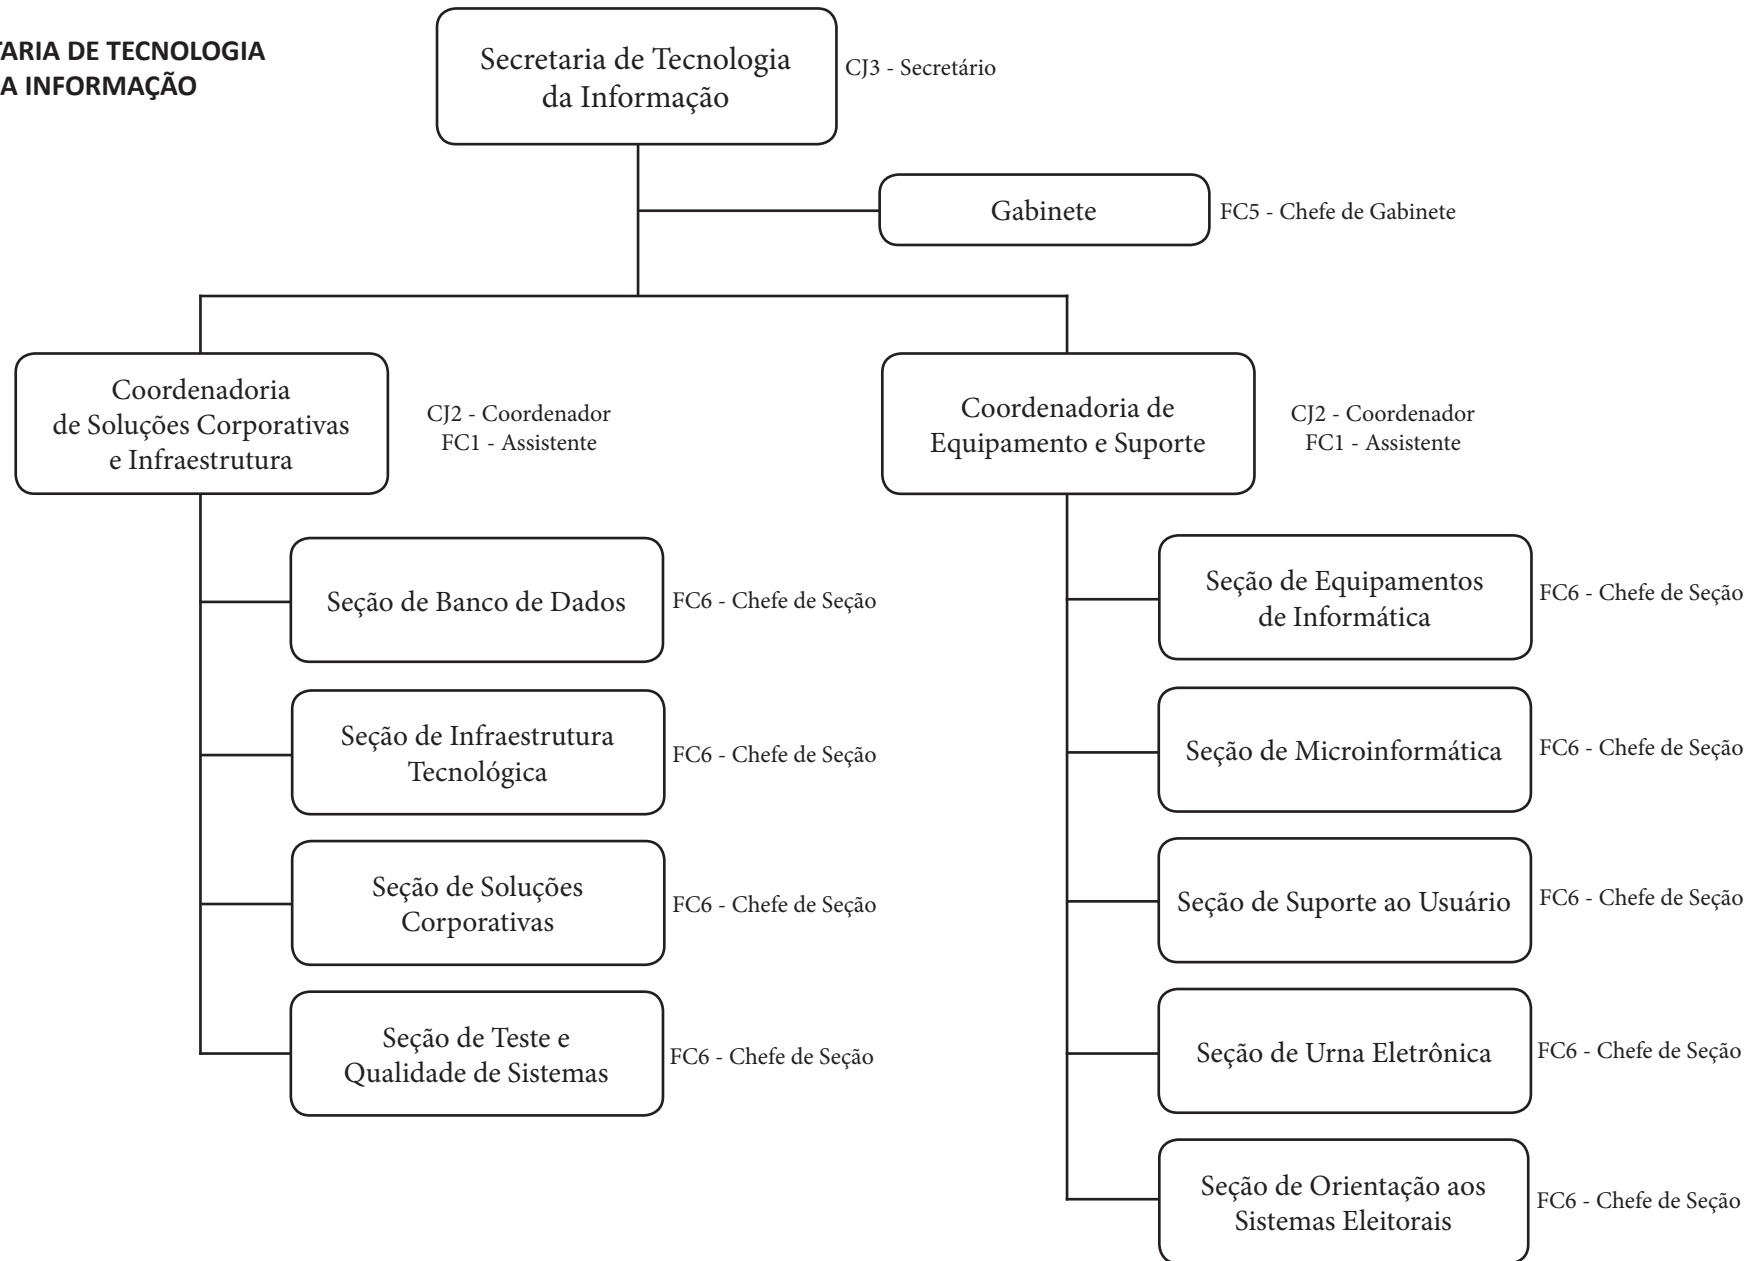 TARIA DE TECNOLOGIA
A INFORMAÇÃO
Secretaria de Tecnologia
da Informação
CJ3 - Secretário
Gabinete
FC5 - Chefe de Gabinete
Coordenadoria
de Soluções Corporativas
e Infraestrutura
CJ2 - Coordenador
FC1 - Assistente
Coordenadoria de
Equipamento e Suporte
CJ2 - Coordenador
FC1 - Assistente
Seção de Banco de Dados
FC6 - Chefe de Seção
Seção de Infraestrutura
Tecnológica
FC6 - Chefe de Seção
Seção de Soluções
Corporativas
FC6 - Chefe de Seção
Seção de Teste e
Qualidade de Sistemas
FC6 - Chefe de Seção
Seção de Equipamentos
de Informática
FC6 - Chefe de Seção
Seção de Microinformática
FC6 - Chefe de Seção
Seção de Suporte ao Usuário
FC6 - Chefe de Seção
Seção de Urna Eletrônica
FC6 - Chefe de Seção
Seção de Orientação aos
Sistemas Eleitorais
FC6 - Chefe de Seção